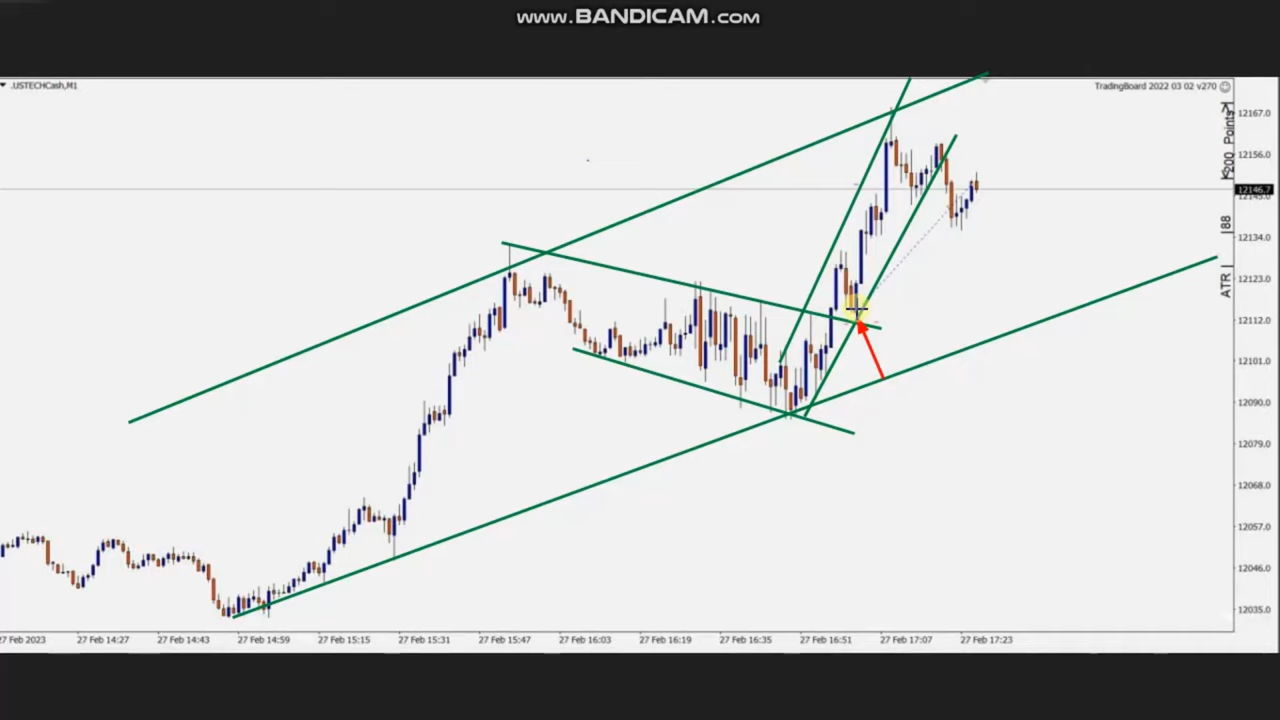 www.BANDICAM.com
.USTECHCash,M1
TradingBoard 2022 03 02 v270
12167.0
12156.0
12146.7
12145.0
12134.0
12123.0
12112.0
12101.0
12090.0
12079.0
12068.0
12057.0
12046.0
12035.0
200 Points
|88
ATR |
27 Feb 2023
27 Feb 14:27
27 Feb 14:43
27 Feb 14:59
27 Feb 15:15
27 Feb 15:31
27 Feb 15:47
27 Feb 16:03
27 Feb 16:19
27 Feb 16:35
27 Feb 16:51
27 Feb 17:07
27 Feb 17:23